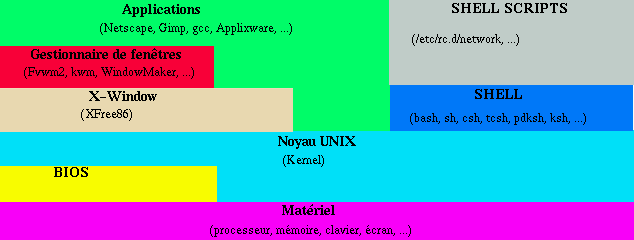 Applications
(Netscape, Gimp, gcc, Applixware, ...)
SHELL SCRIPTS
(/etc/rc.d/network, ...)
Gestionnaire de fenêtres
(Fvwm2, kwm, WindowMaker, ...)
X-Window
(XFree86)
SHELL
(bash, sh, csh, tcsh, pdksh, ksh, ...)
Noyau UNIX
(Kernel)
BIOS
Matériel
(processeur, mémoire, clavier, écran, ...)